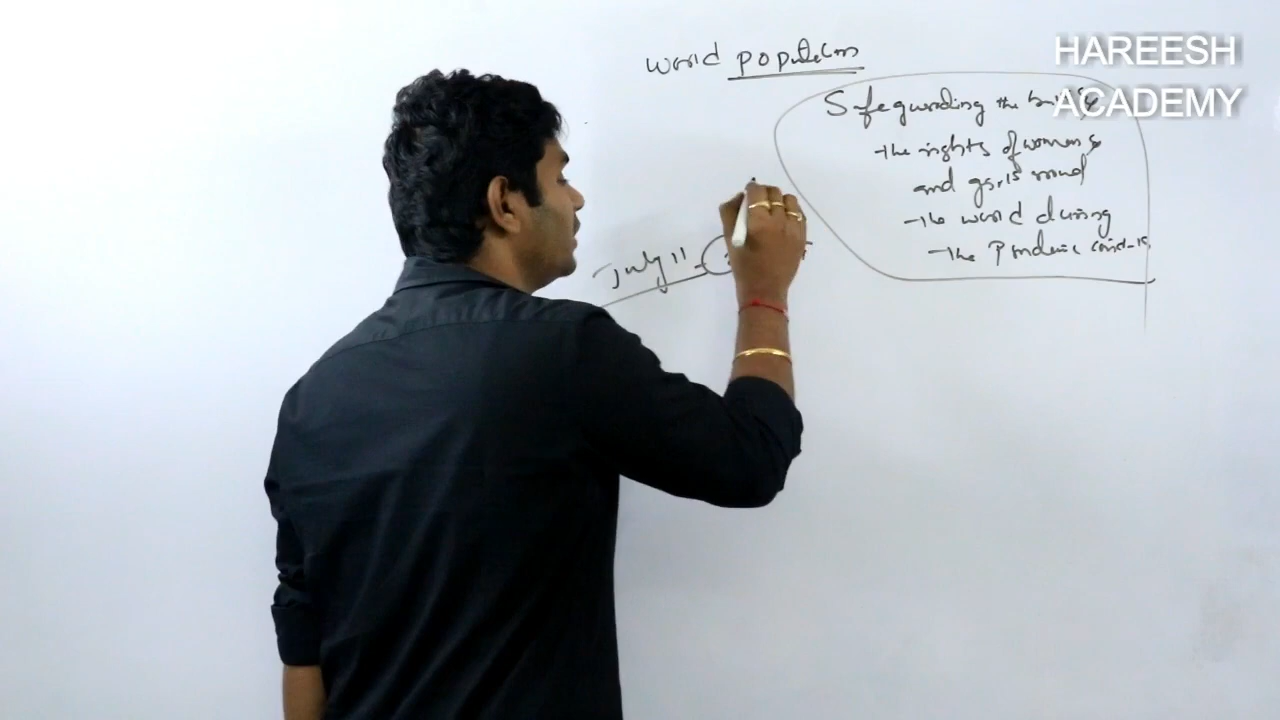 world population
HAREESH
ACADEMY
Safeguarding the
the rights of womens
and girls round
the world during
the Pandemic covid-19
July 11